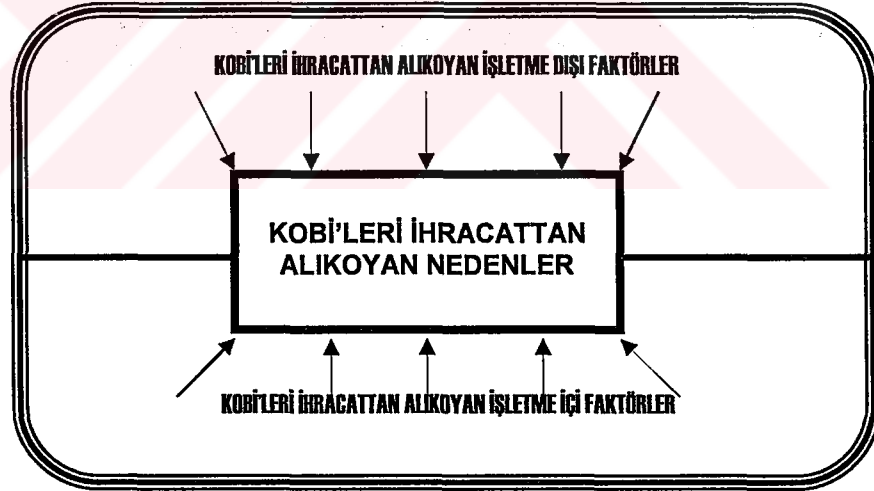 KOBİ'LERİ İHRACATTAN ALIKOYAN İŞLETME DIŞI FAKTÖRLER
KOBİ'LERİ İHRACATTAN
ALIKOYAN NEDENLER
KOBİ'LERİ İHRACATTAN ALIKOYAN İŞLETME İÇİ FAKTÖRLER